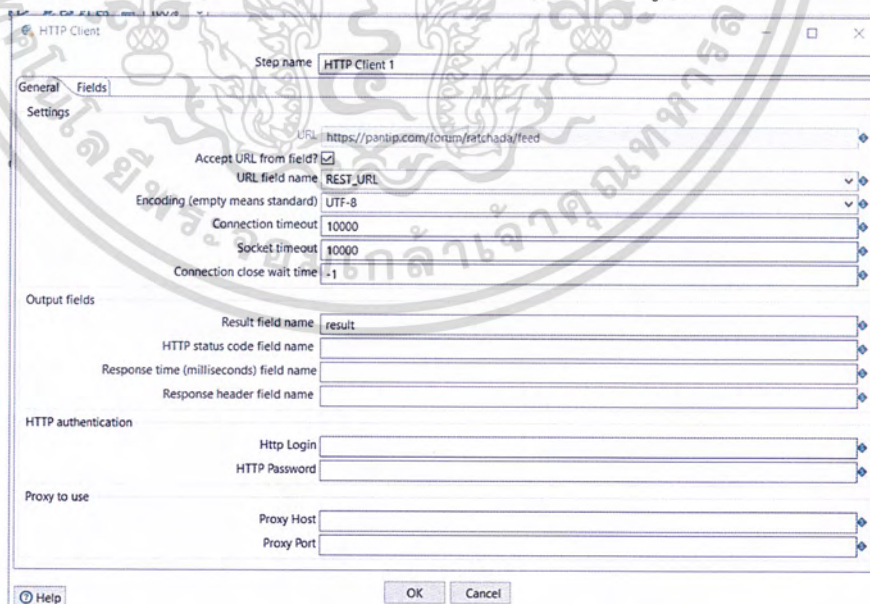 HTTP Client
Step name HTTP Client 1
General Fields
Settings
URL https://pantip.com/forum/ratchada/feed
Accept URL from field?
URL field name REST_URL
Encoding (empty means standard) UTF-8
Connection timeout 10000
Socket timeout 10000
Connection close wait time -1
Output fields
Result field name result
HTTP status code field name
Response time (milliseconds) field name
Response header field name
HTTP authentication
Http Login
HTTP Password
Proxy to use
Proxy Host
Proxy Port
Help OK Cancel